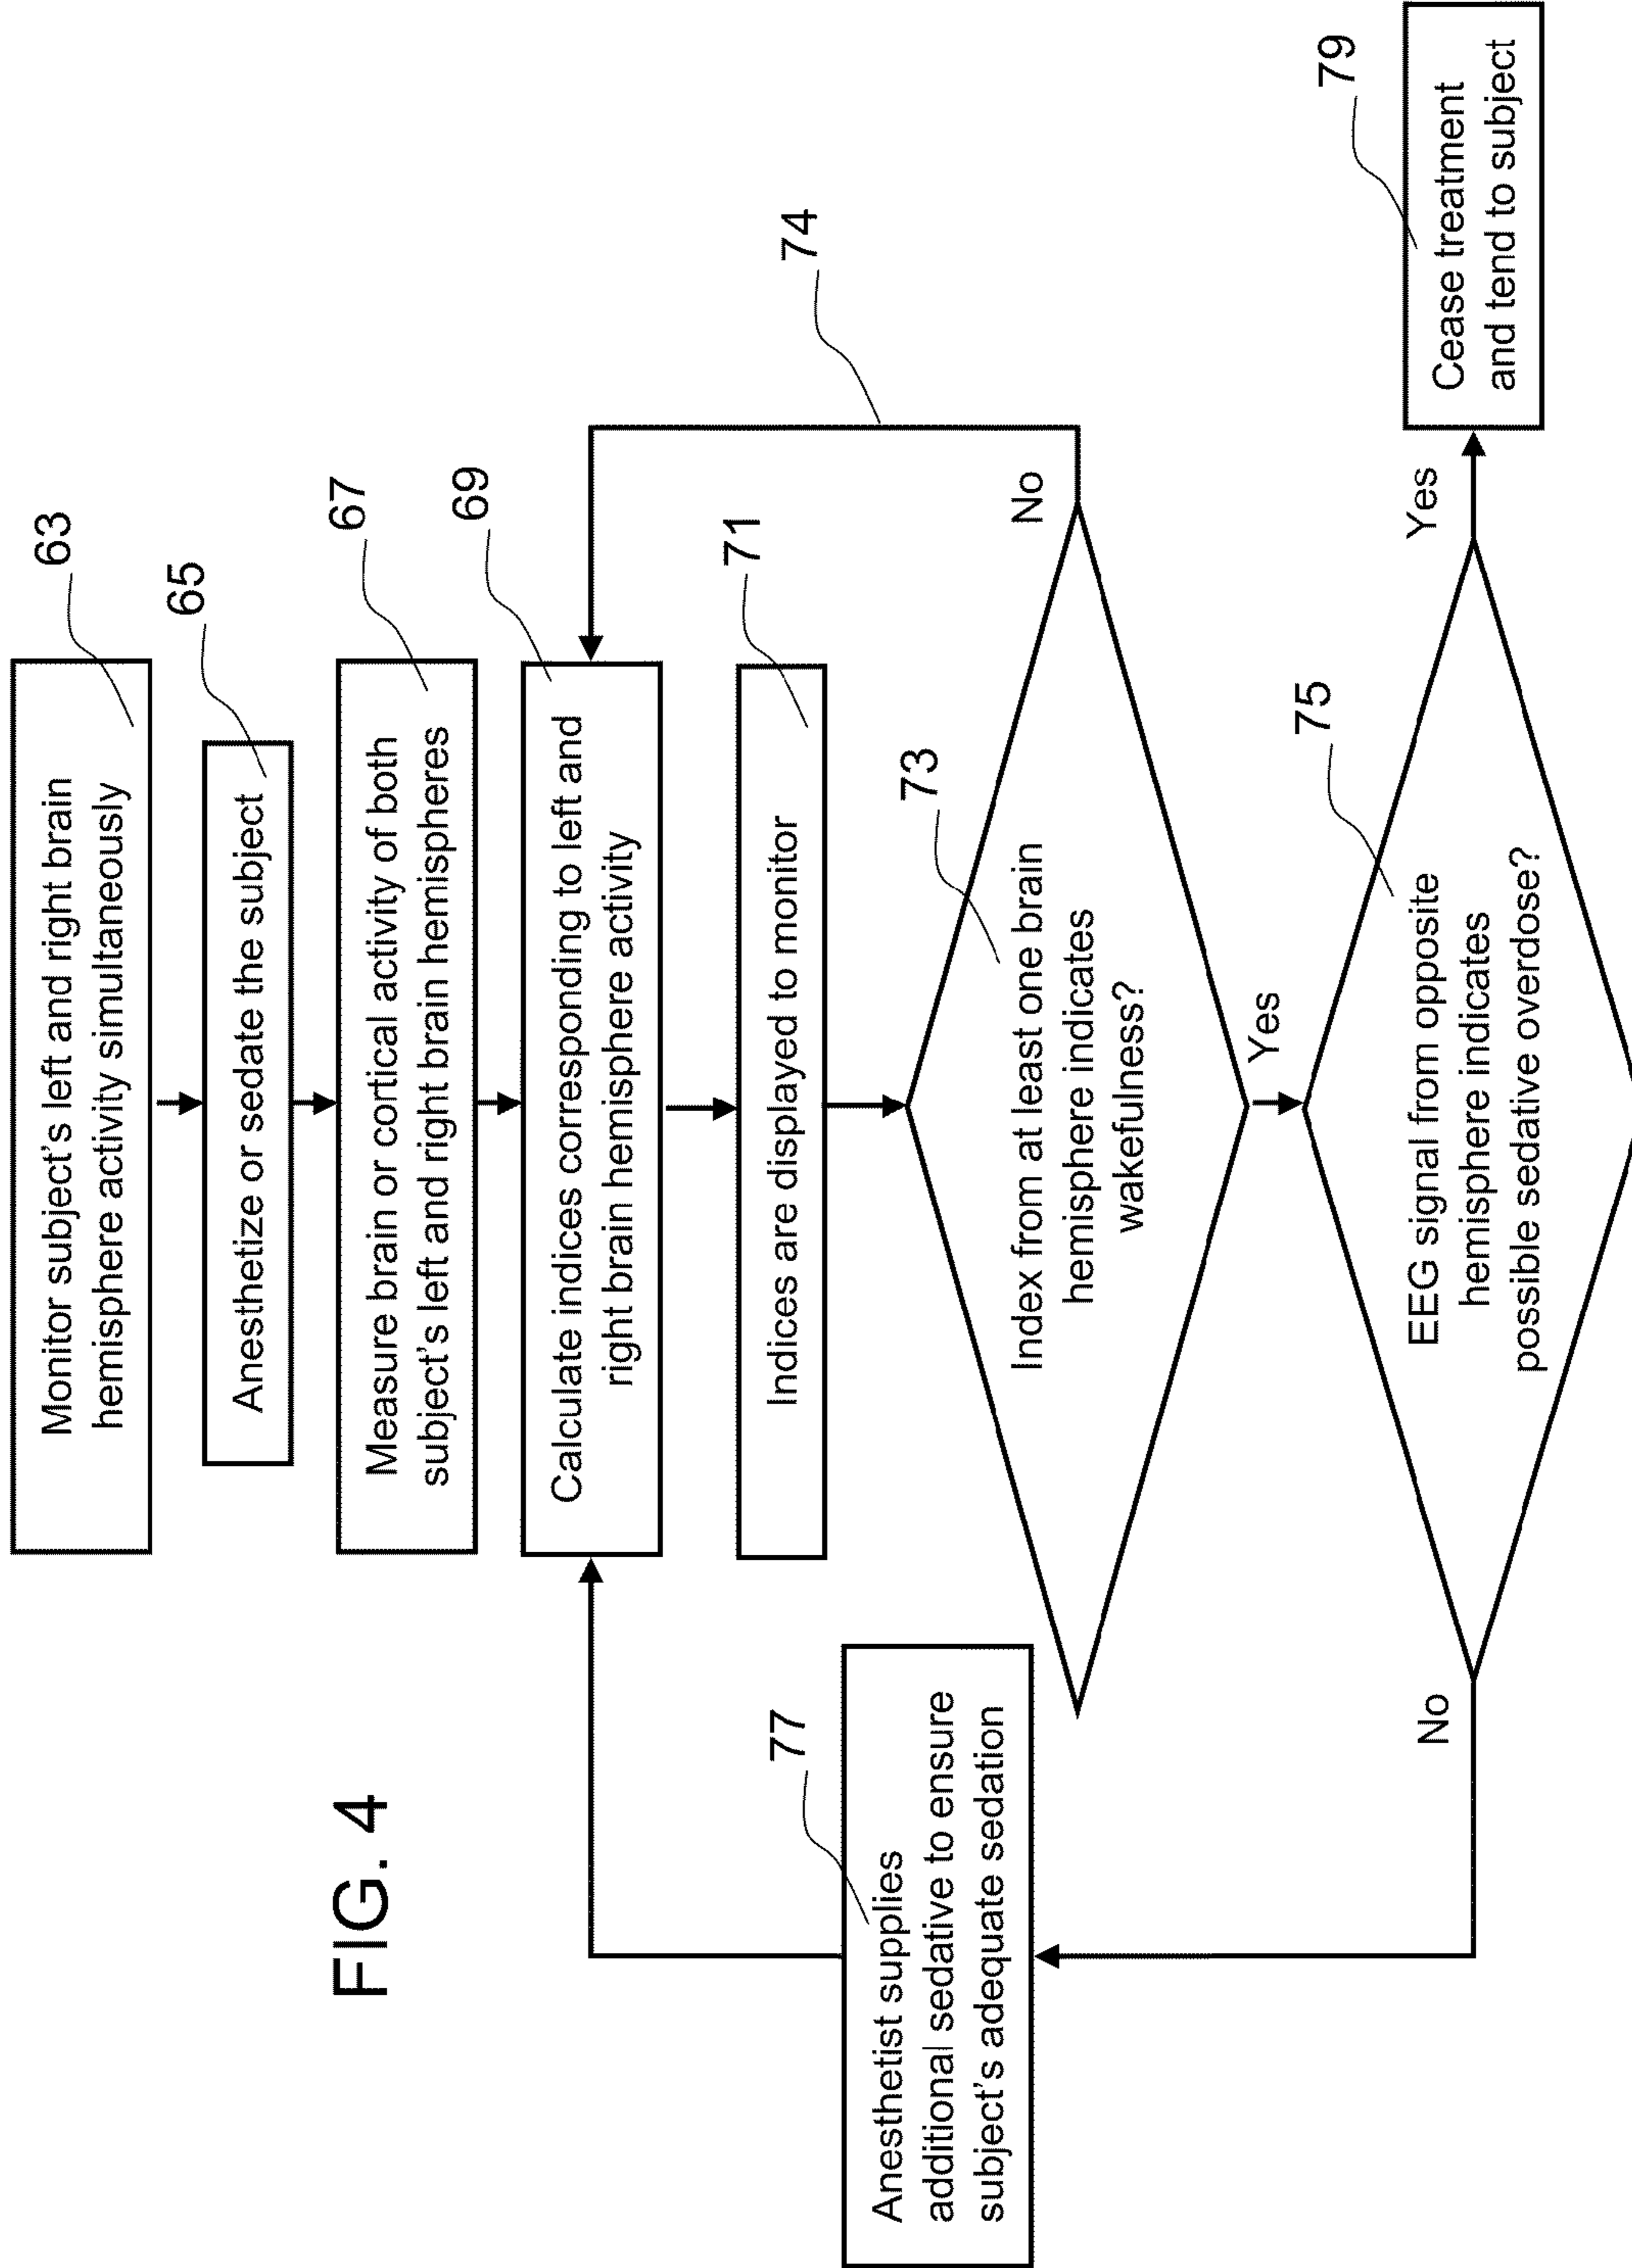 FIG. 4
63
Monitor subject's left and right brain
hemisphere activity simultaneously
65
Anesthetize or sedate the subject
67
Measure brain or cortical activity of both
subject's left and right brain hemispheres
69
Calculate indices corresponding to left and
right brain hemisphere activity
71
Indices are displayed to monitor
73
Index from at least one brain
hemisphere indicates
wakefulness?
No
74
Yes
75
EEG signal from opposite
hemisphere indicates
possible sedative overdose?
No
77
Anesthetist supplies
additional sedative to ensure
subject's adequate sedation
Yes
79
Cease treatment
and tend to subject